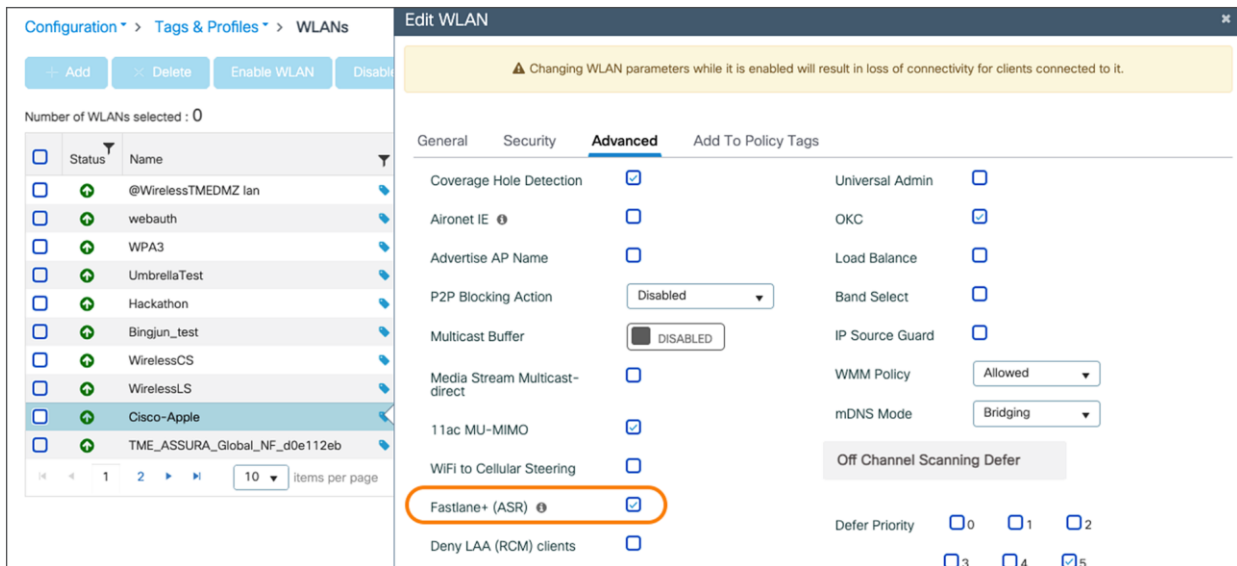 Configuration > Tags & Profiles > WLANs
+ Add
× Delete
Enable WLAN
Number of WLANs selected : 0
Status Name
@WirelessTMEDMZ lan
webauth
WPA3
UmbrellaTest
Hackathon
Bingjun_test
WirelessCS
WirelessLS
Cisco-Apple
TME_ASSURA_Global_NF_d0e112eb
1 2 10 items per page
Edit WLAN
Changing WLAN parameters while it is enabled will result in loss of connectivity for clients connected to it.
General Security Advanced Add To Policy Tags
Coverage Hole Detection
Aironet IE
Advertise AP Name
P2P Blocking Action Disabled
Multicast Buffer DISABLED
Media Stream Multicast-
direct
11ac MU-MIMO
WiFi to Cellular Steering
Fastlane+ (ASR)
Deny LAA (RCM) clients
Universal Admin
OKC
Load Balance
Band Select
IP Source Guard
WMM Policy Allowed
mDNS Mode Bridging
Off Channel Scanning Defer
Defer Priority 0 1 2
3 4 5